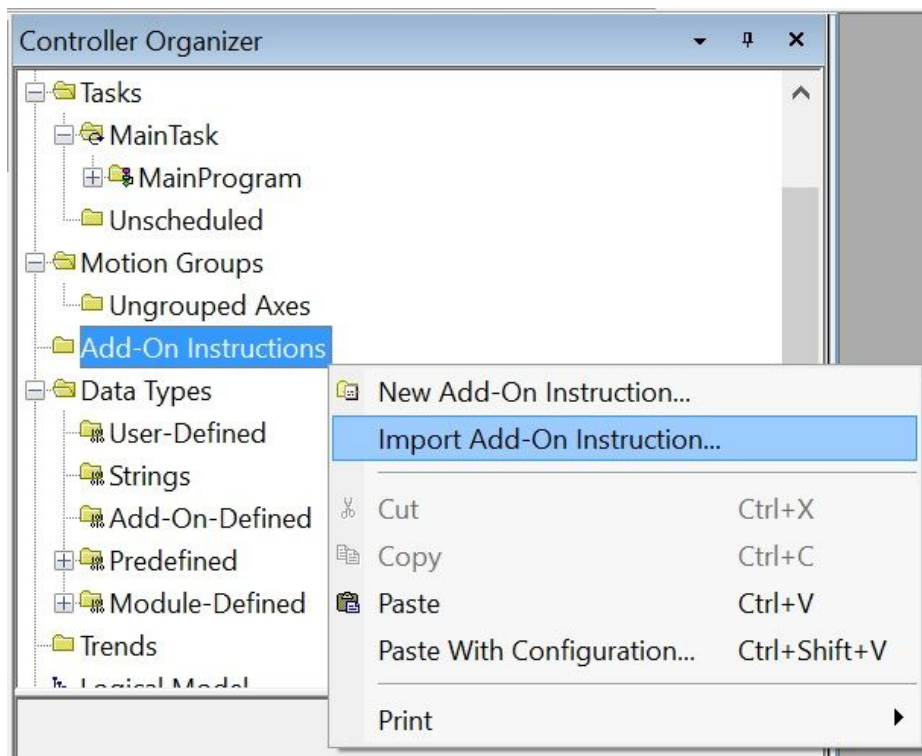 Controller Organizer
Tasks
MainTask
MainProgram
Unscheduled
Motion Groups
Ungrouped Axes
Add-On Instructions
Data Types
User-Defined
Strings
Add-On-Defined
Predefined
Module-Defined
Trends
Logical Model
New Add-On Instruction...
Import Add-On Instruction...
Cut Ctrl+X
Copy Ctrl+C
Paste Ctrl+V
Paste With Configuration... Ctrl+Shift+V
Print